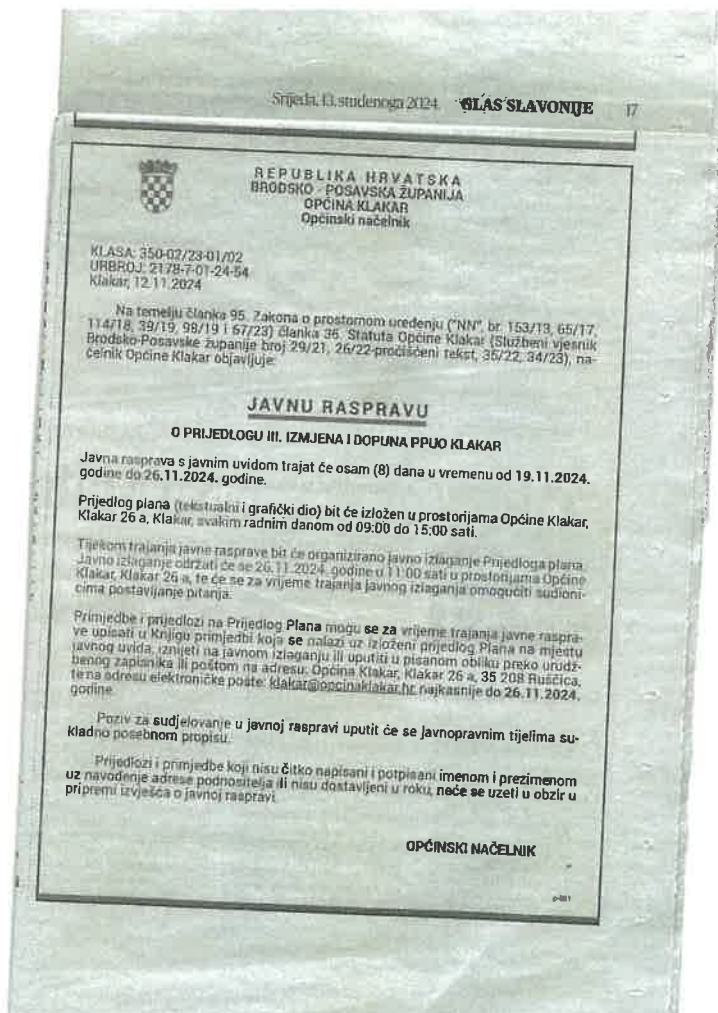 Srijeda, 13. studenoga 2024. GLAS SLAVONIJE 17
REPUBLIKA HRVATSKA
BRODSKO - POSAVSKA ŽUPANIJA
OPĆINA KLAKAR
Općinski načelnik
KLASA: 350-02/23-01/02
URBROJ: 2178-7-01-24-54
Klakar, 12.11.2024
Na temelju članka 95. Zakona o prostornom uređenju ("NN", br. 153/13, 65/17,
114/18, 39/19, 98/19 i 67/23) članka 36. Statuta Općine Klakar (Službeni vjesnik
Brodsko-Posavske županije broj 29/21, 26/22-pročišćeni tekst, 35/22, 34/23), na-
čelnik Općine Klakar objavljuje:
JAVNU RASPRAVU
O PRIJEDLOGU III. IZMJENA I DOPUNA PPUO KLAKAR
Javna rasprava s javnim uvidom trajat će osam (8) dana u vremenu od 19.11.2024.
godine do 26.11.2024. godine.
Prijedlog plana (tekstualni i grafički dio) bit će izložen u prostorijama Općine Klakar,
Klakar 26 a, Klakar, svakim radnim danom od 09:00 do 15:00 sati.
Tijekom trajanja javne rasprave bit će organizirano javno izlaganje Prijedloga plana.
Javno izlaganje održati će se 26.11.2024. godine u 11:00 sati u prostorijama Općine
Klakar, Klakar 26 a, te će se za vrijeme trajanja javnog izlaganja omogućiti sudioni-
cima postavljanje pitanja.
Primjedbe i prijedlozi na Prijedlog Plana mogu se za vrijeme trajanja javne raspra-
ve upisati u Knjigu primjedbi koja se nalazi uz izloženi prijedlog Plana na mjestu
javnog uvida, iznijeti na javnom izlaganju ili uputiti u pisanom obliku preko urudž-
benog zapisnika ili poštom na adresu: Općina Klakar, Klakar 26 a, 35 208 Ruščica,
te na adresu elektroničke pošte: klakar@opcinaklakar.hr najkasnije do 26.11.2024.
godine.
Poziv za sudjelovanje u javnoj raspravi uputit će se javnopravnim tijelima su-
kladno posebnom propisu.
Prijedlozi i primjedbe koji nisu čitko napisani i potpisani imenom i prezimenom
uz navođenje adrese podnositelja ili nisu dostavljeni u roku, neće se uzeti u obzir u
pripremi izvješća o javnoj raspravi.
OPĆINSKI NAČELNIK